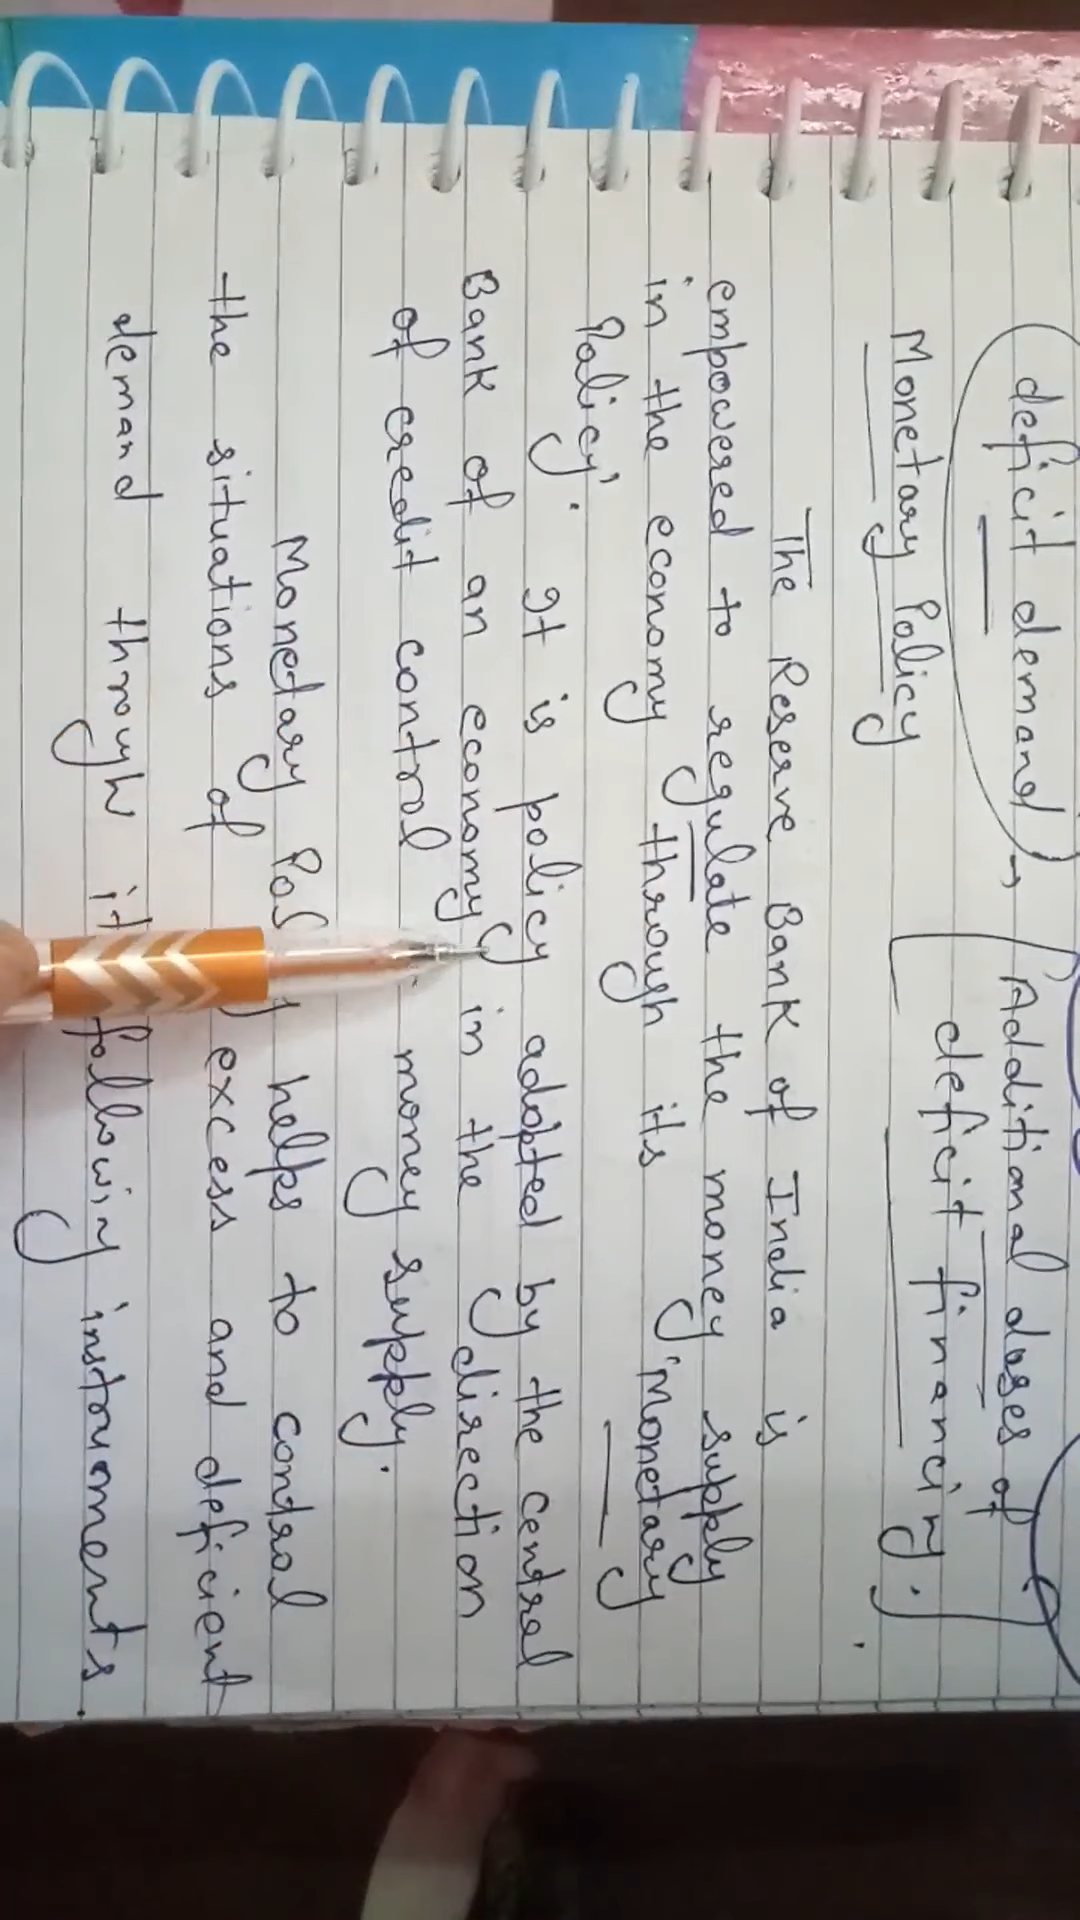 deficit demand → Additional doses of
deficit financing.
Monetary Policy
The Reserve Bank of India is
empowered to regulate the money supply
in the economy through its 'Monetary
Policy'.
It is policy adopted by the central
Bank of an economy in the direction
of credit control money supply.
Monetary helps to control
the situations of excess and deficient
demand through following instruments